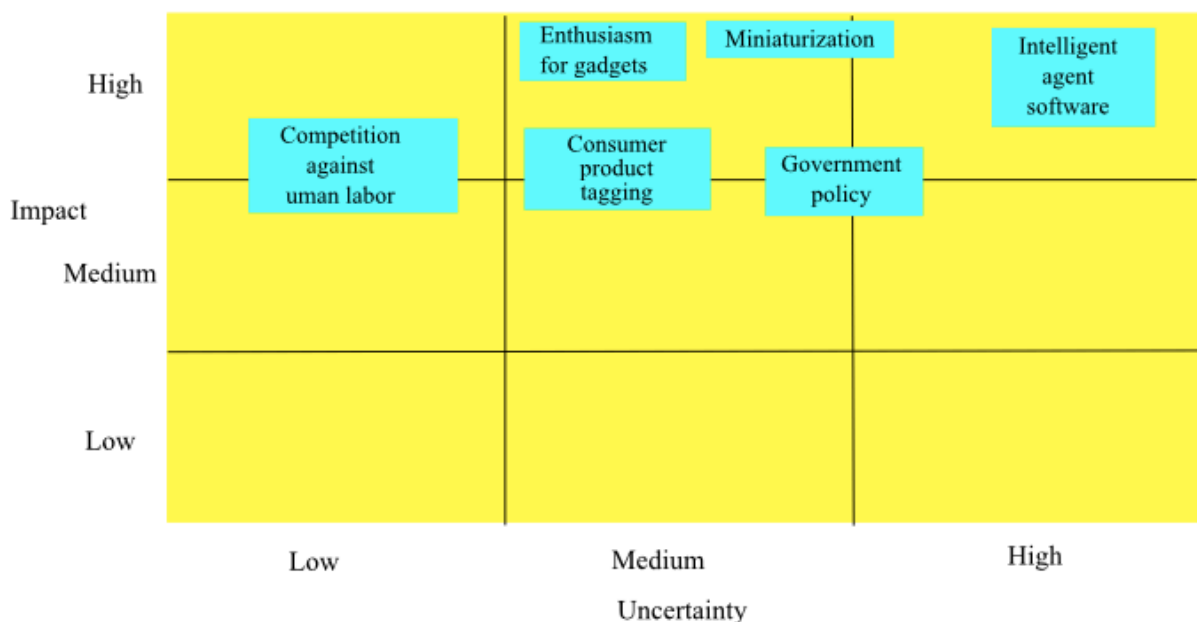 Enthusiasm
for gadgets
Miniaturization
Intelligent
agent
software
High
Competition
against
uman labor
Consumer
product
tagging
Government
policy
Impact
Medium
Low
Low
Medium
High
Uncertainty